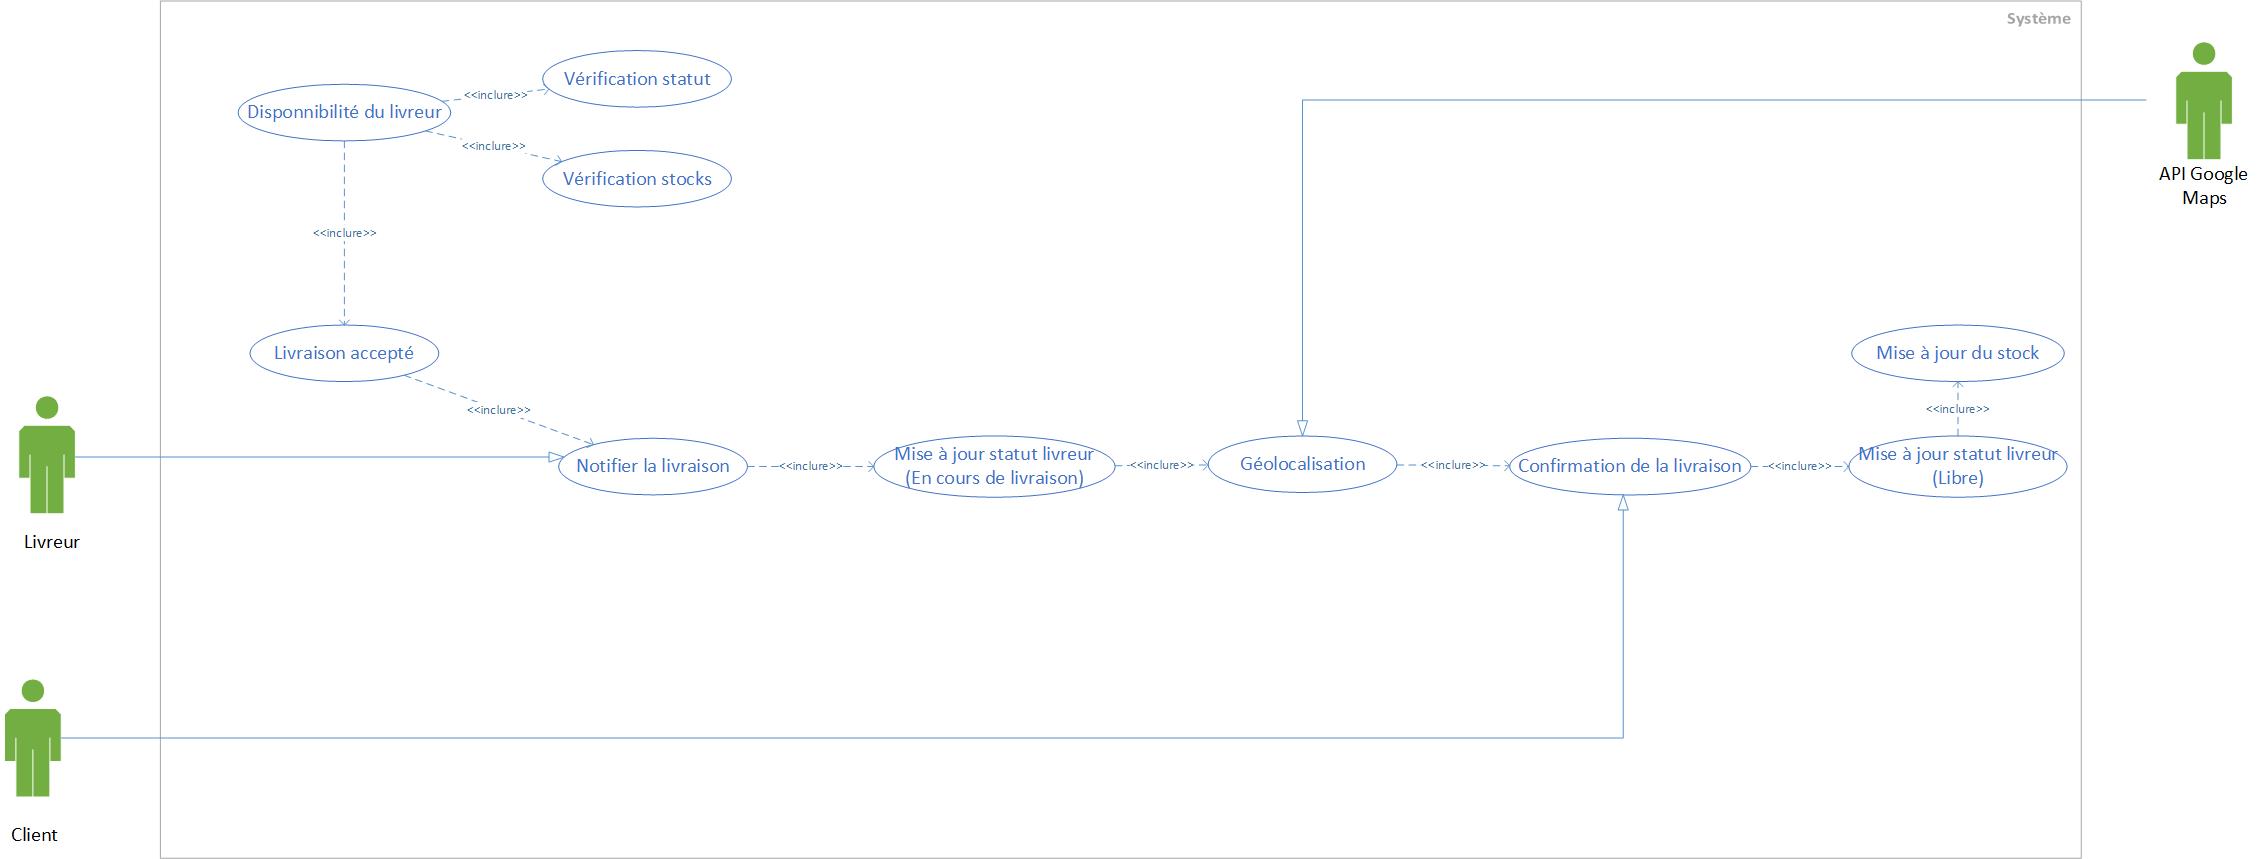 Système
Vérification statut
<<inclure>>
Disponnibilité du livreur
<<inclure>>
Vérification stocks
API Google
Maps
<<inclure>>
Livraison accepté
Mise à jour du stock
<<inclure>>
<<inclure>>
Notifier la livraison
<<inclure>>
Mise à jour statut livreur
(En cours de livraison)
<<inclure>>
Géolocalisation
<<inclure>>
Confirmation de la livraison
<<inclure>>
Mise à jour statut livreur
(Libre)
Livreur
Client